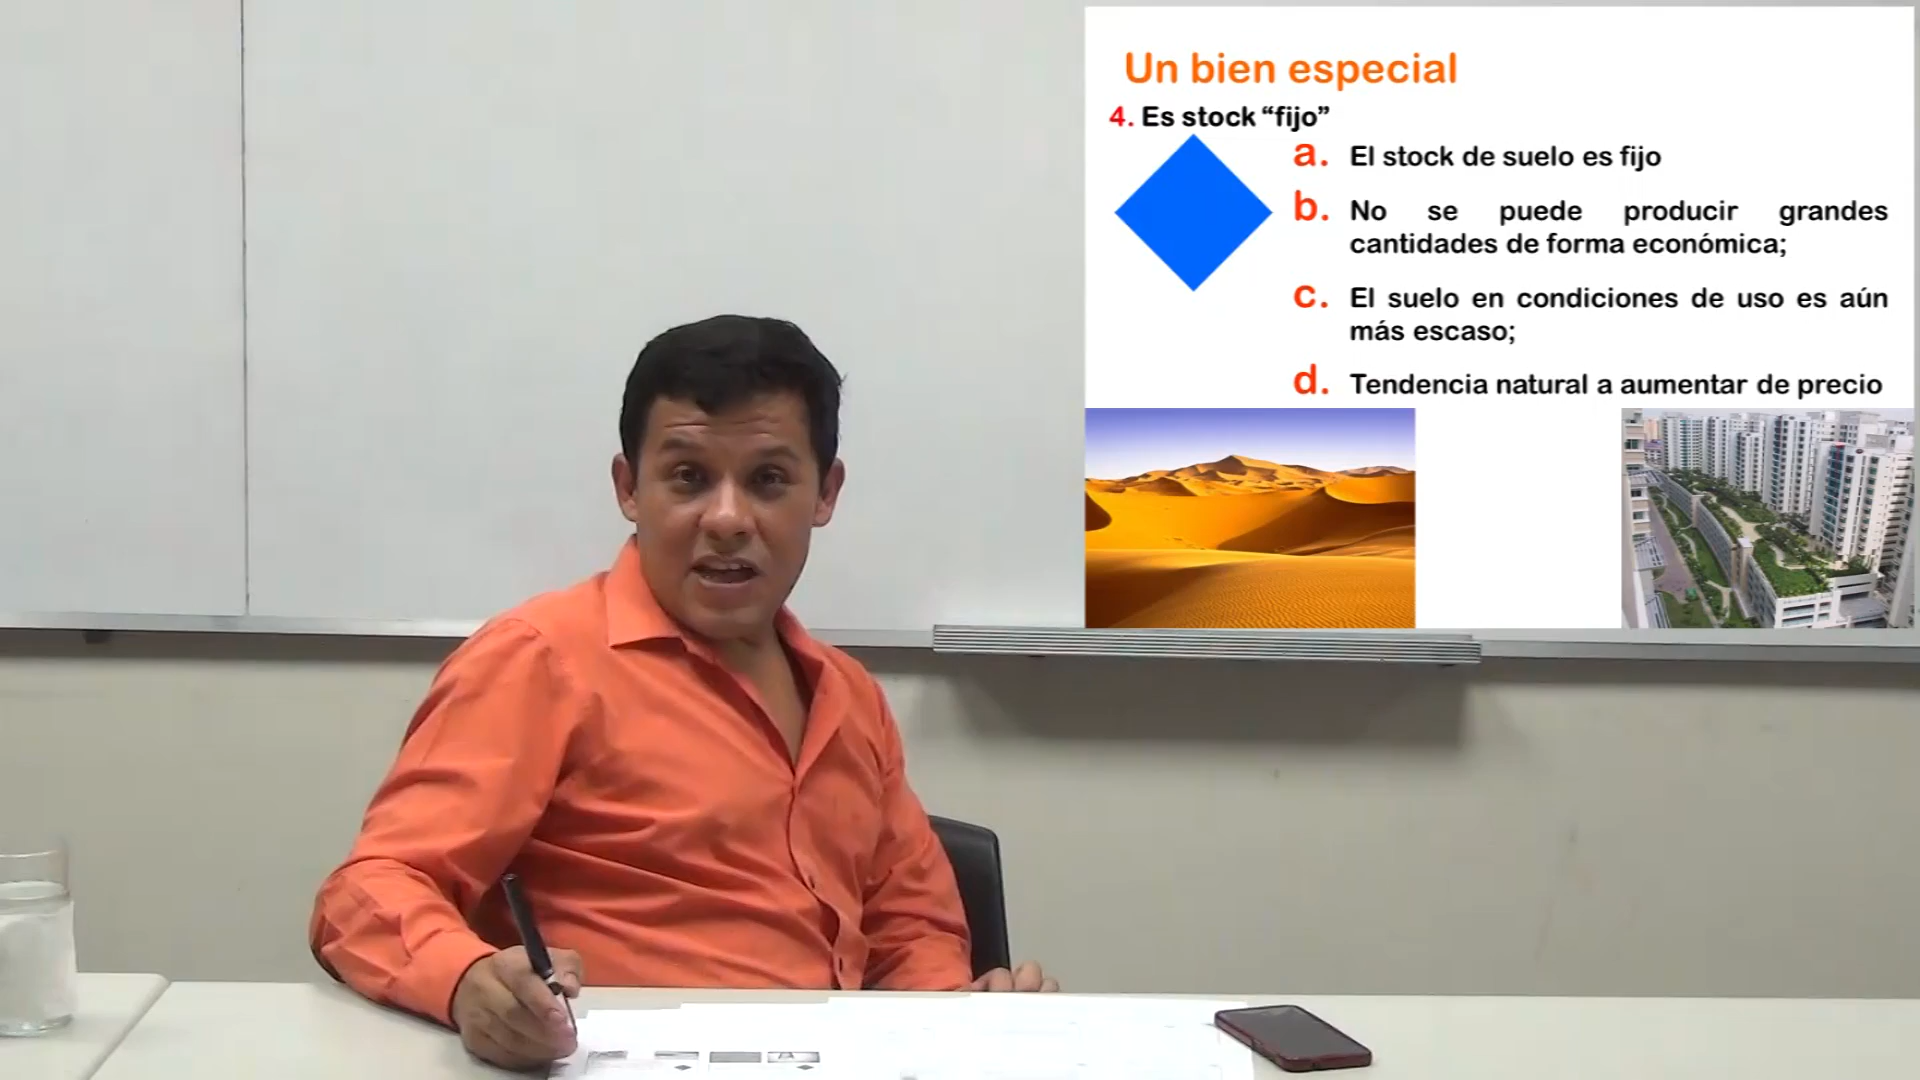 Un bien especial
4. Es stock “fijo”
a. El stock de suelo es fijo
b. No se puede producir grandes
cantidades de forma económica;
c. El suelo en condiciones de uso es aún
más escaso;
d. Tendencia natural a aumentar de precio